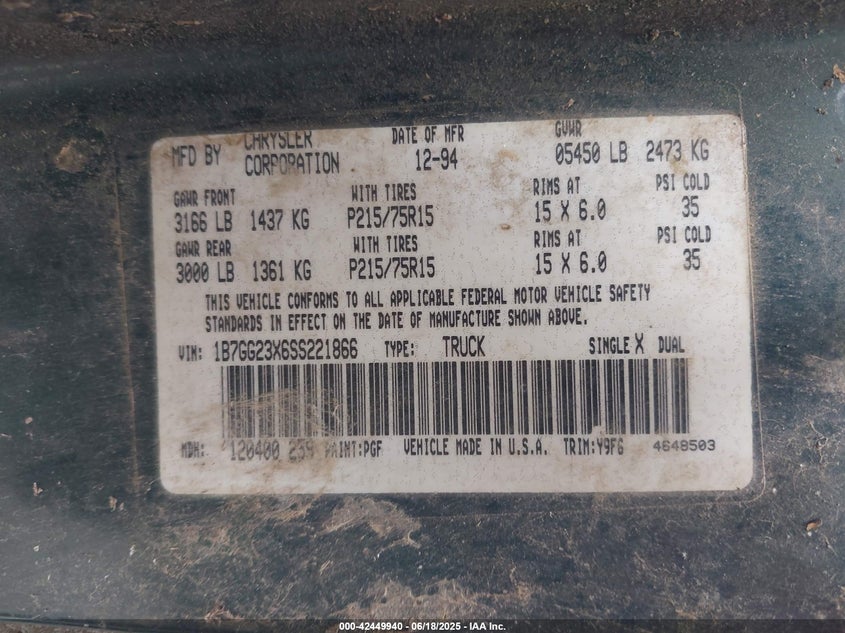 MFD BY CHRYSLER CORPORATION DATE OF MFR 12-94 GVWR 05450 LB 2473 KG
GAWR FRONT WITH TIRES RIMS AT PSI COLD
3166 LB 1437 KG P215/75R15 15 X 6.0 35
GAWR REAR WITH TIRES RIMS AT PSI COLD
3000 LB 1361 KG P215/75R15 15 X 6.0 35
THIS VEHICLE CONFORMS TO ALL APPLICABLE FEDERAL MOTOR VEHICLE SAFETY
STANDARDS IN EFFECT ON THE DATE OF MANUFACTURE SHOWN ABOVE.
VIN: 1B7GG23X6SS221866 TYPE: TRUCK SINGLE X DUAL
MDH: 120400 239 PAINT:PGF VEHICLE MADE IN U.S.A. TRIM:Y9FG 4648503
000-42449940 - 06/18/2025 - IAA Inc.